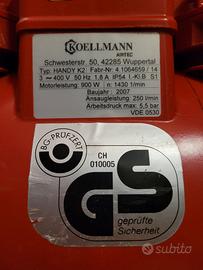 KOELLMANN
AIRTEC
Schwesterstr. 50, 42285 Wuppertal
Typ: HANDY K2 Fabr-Nr 4.1064659 / 14
3 ~ 400 V 50 Hz 1,8 A IP54 I.-Kl.B S1
Motorleistung: 900 W n: 1430 1/min
Baujahr: 2007
Ansaugleistung: 250 l/min
Arbeitsdruck max: 5,5 bar
VDE 0530
BG-PRÜFZERT
CH
010005
GS
geprüfte
Sicherheit
subito